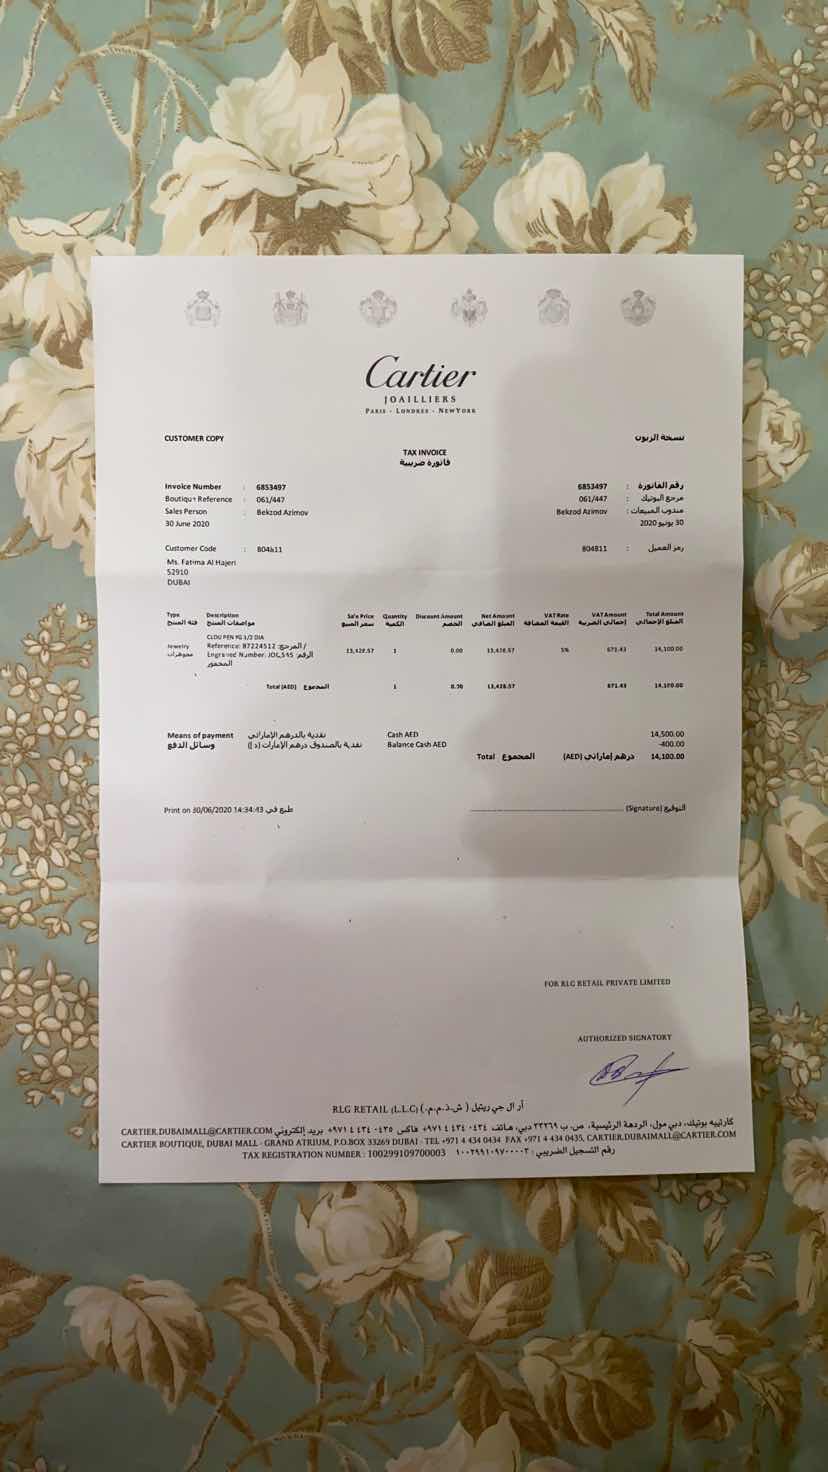 Cartier
JOAILLIERS
PARIS - LONDRES - NEWYORK
CUSTOMER COPY نسخة الزبون
TAX INVOICE
فاتورة ضريبية
Invoice Number : 6853497 6853497 : رقم الفاتورة
Boutique Reference : 061/447 061/447 : مرجع البوتيك
Sales Person : Bekzod Azimov Bekzod Azimov : مندوب المبيعات
30 June 2020 30 يونيو 2020
Customer Code : 804811 804811 : رمز العميل
Ms. Fatima Al Hajeri
52910
DUBAI
Type Description Sale Price Quantity Discount Amount Net Amount VAT Rate VAT Amount Total Amount
فئة المنتج مواصفات المنتج سعر المبيع الكمية الخصم المبلغ الصافي القيمة المضافة إجمالي الضريبة المبلغ الإجمالي
CLOU PEN YG 1/2 DIA
Jewelry Reference: B7224512 المرجع: / 13,428.57 1 0.00 13,428.57 5% 671.43 14,100.00
مجوهرات Engraved Number: الرقم
المحفور
Total (AED) المجموع 1 0.00 13,428.57 671.43 14,100.00
Means of payment نقدية بالدرهم الإماراتي Cash AED 14,500.00
وسائل الدفع نقدية بالصندوق درهم الإمارات (د إ) Balance Cash AED -400.00
Total المجموع (AED) درهم إماراتي 14,100.00
Print on 30/06/2020 14:34:43 طبع في (Signature) التوقيع
FOR RLG RETAIL PRIVATE LIMITED
AUTHORIZED SIGNATORY
RLG RETAIL (L.L.C) آر ال جي ريتيل ( ش.ذ.م.م.)
كارتييه بوتيك، دبي مول، الردهة الرئيسية، ص. ب ٣٣٢٦٩ دبي، هاتف ٠٤٣٤ ٤٣٤ ٤ ٩٧١+ فاكس ٠٤٣٥ ٤٣٤ ٤ ٩٧١+ بريد إلكتروني CARTIER.DUBAIMALL@CARTIER.COM
CARTIER BOUTIQUE, DUBAI MALL - GRAND ATRIUM, P.O.BOX 33269 DUBAI - TEL +971 4 434 0434 FAX +971 4 434 0435, CARTIER.DUBAIMALL@CARTIER.COM
TAX REGISTRATION NUMBER : 100299109700003 رقم التسجيل الضريبي : ١٠٠٢٩٩١٠٩٧٠٠٠٠٣